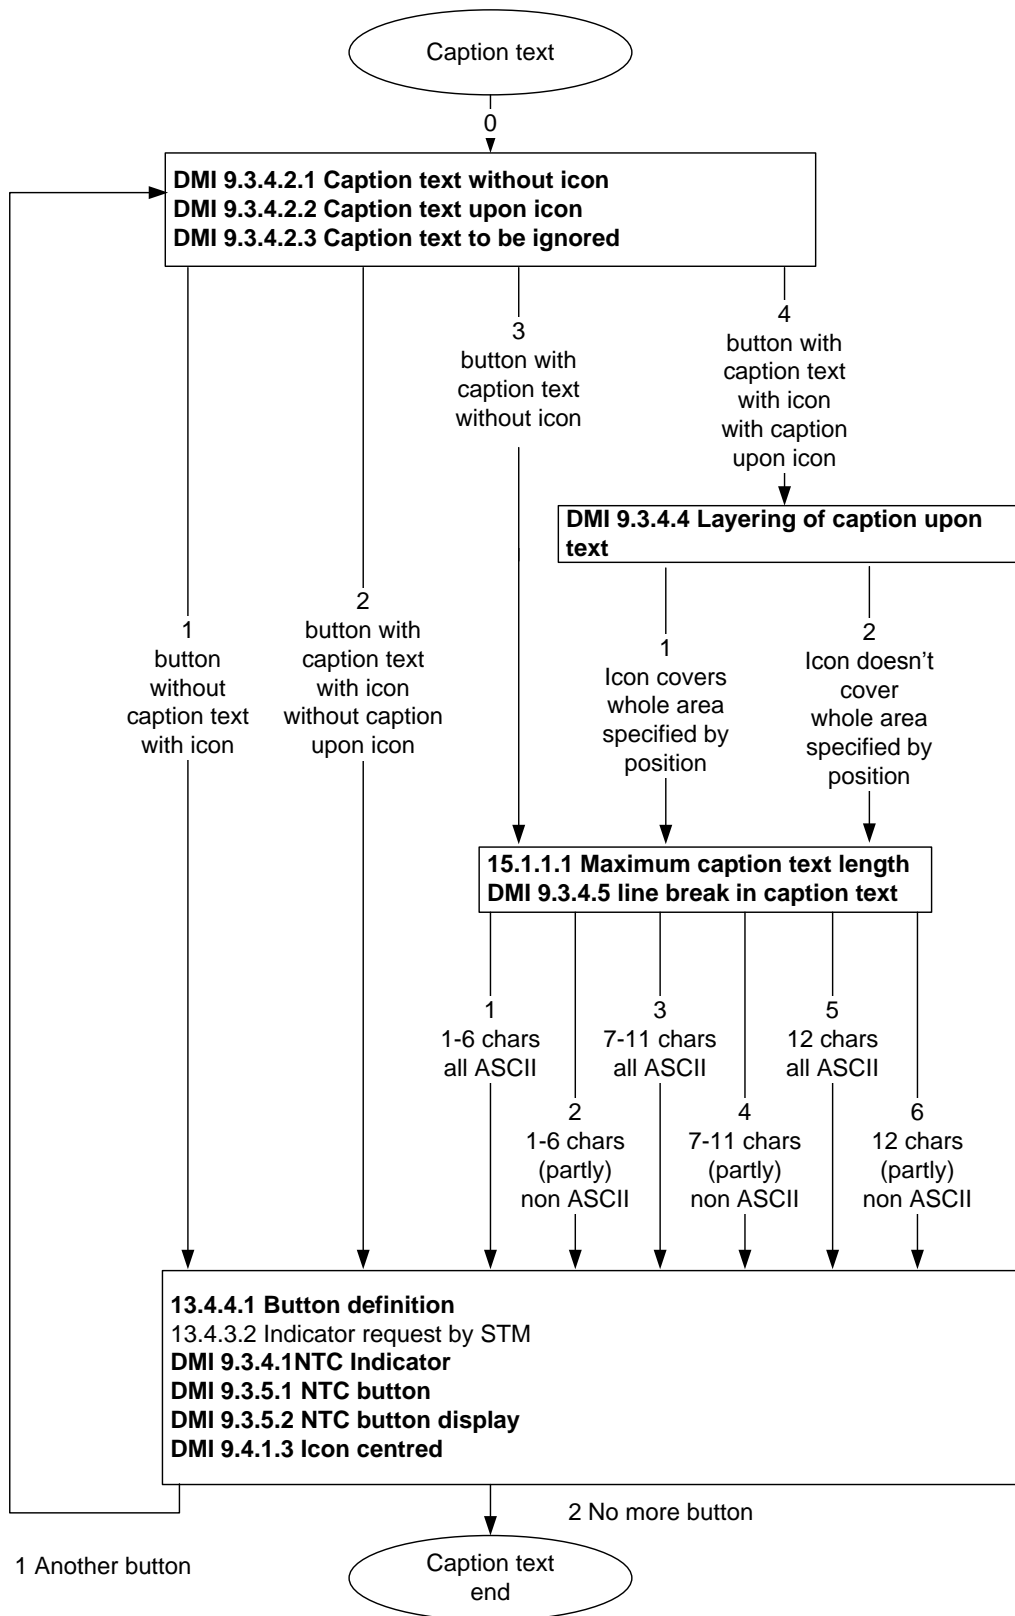 Caption text
0
DMI 9.3.4.2.1 Caption text without icon
DMI 9.3.4.2.2 Caption text upon icon
DMI 9.3.4.2.3 Caption text to be ignored
1
button
without
caption text
with icon
2
button with
caption text
with icon
without caption
upon icon
3
button with
caption text
without icon
4
button with
caption text
with icon
with caption
upon icon
DMI 9.3.4.4 Layering of caption upon
text
1
Icon covers
whole area
specified by
position
2
Icon doesn't
cover
whole area
specified by
position
15.1.1.1 Maximum caption text length
DMI 9.3.4.5 line break in caption text
1
1-6 chars
all ASCII
2
1-6 chars
(partly)
non ASCII
3
7-11 chars
all ASCII
4
7-11 chars
(partly)
non ASCII
5
12 chars
all ASCII
6
12 chars
(partly)
non ASCII
13.4.4.1 Button definition
13.4.3.2 Indicator request by STM
DMI 9.3.4.1NTC Indicator
DMI 9.3.5.1 NTC button
DMI 9.3.5.2 NTC button display
DMI 9.4.1.3 Icon centred
2 No more button
1 Another button
Caption text
end